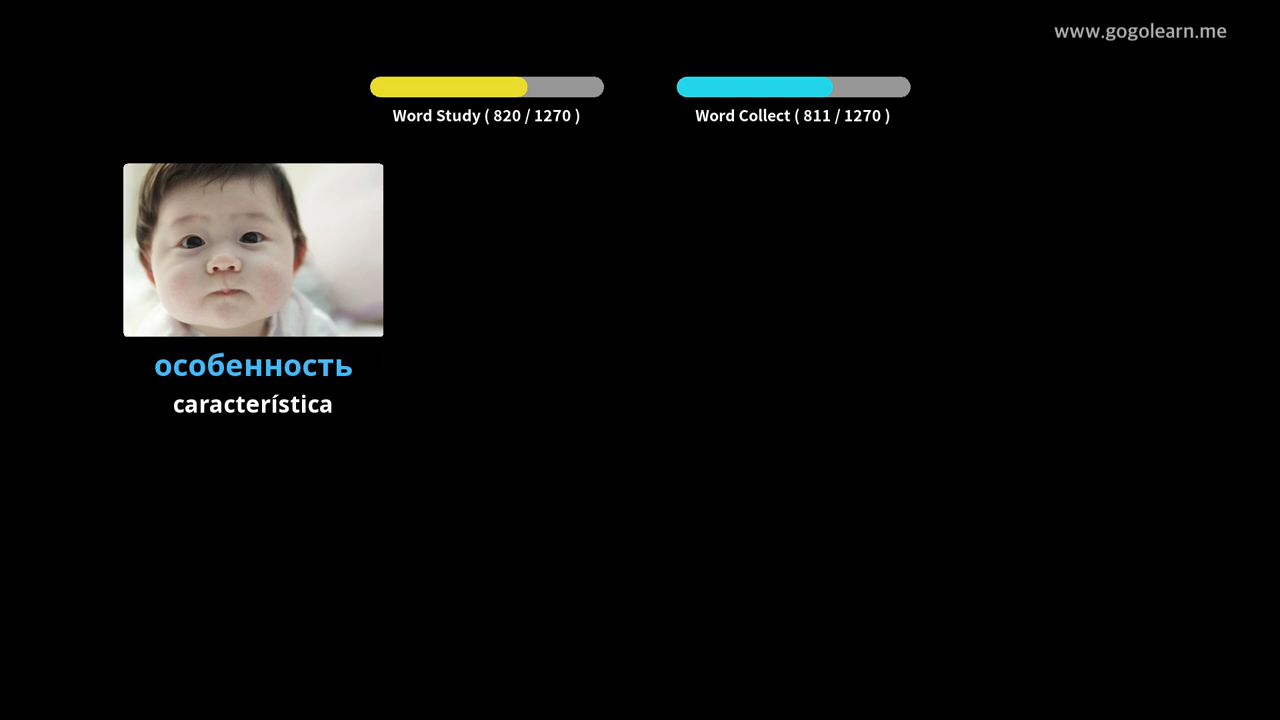 www.gogolearn.me
Word Study ( 820 / 1270 )
Word Collect ( 811 / 1270 )
особенность
característica